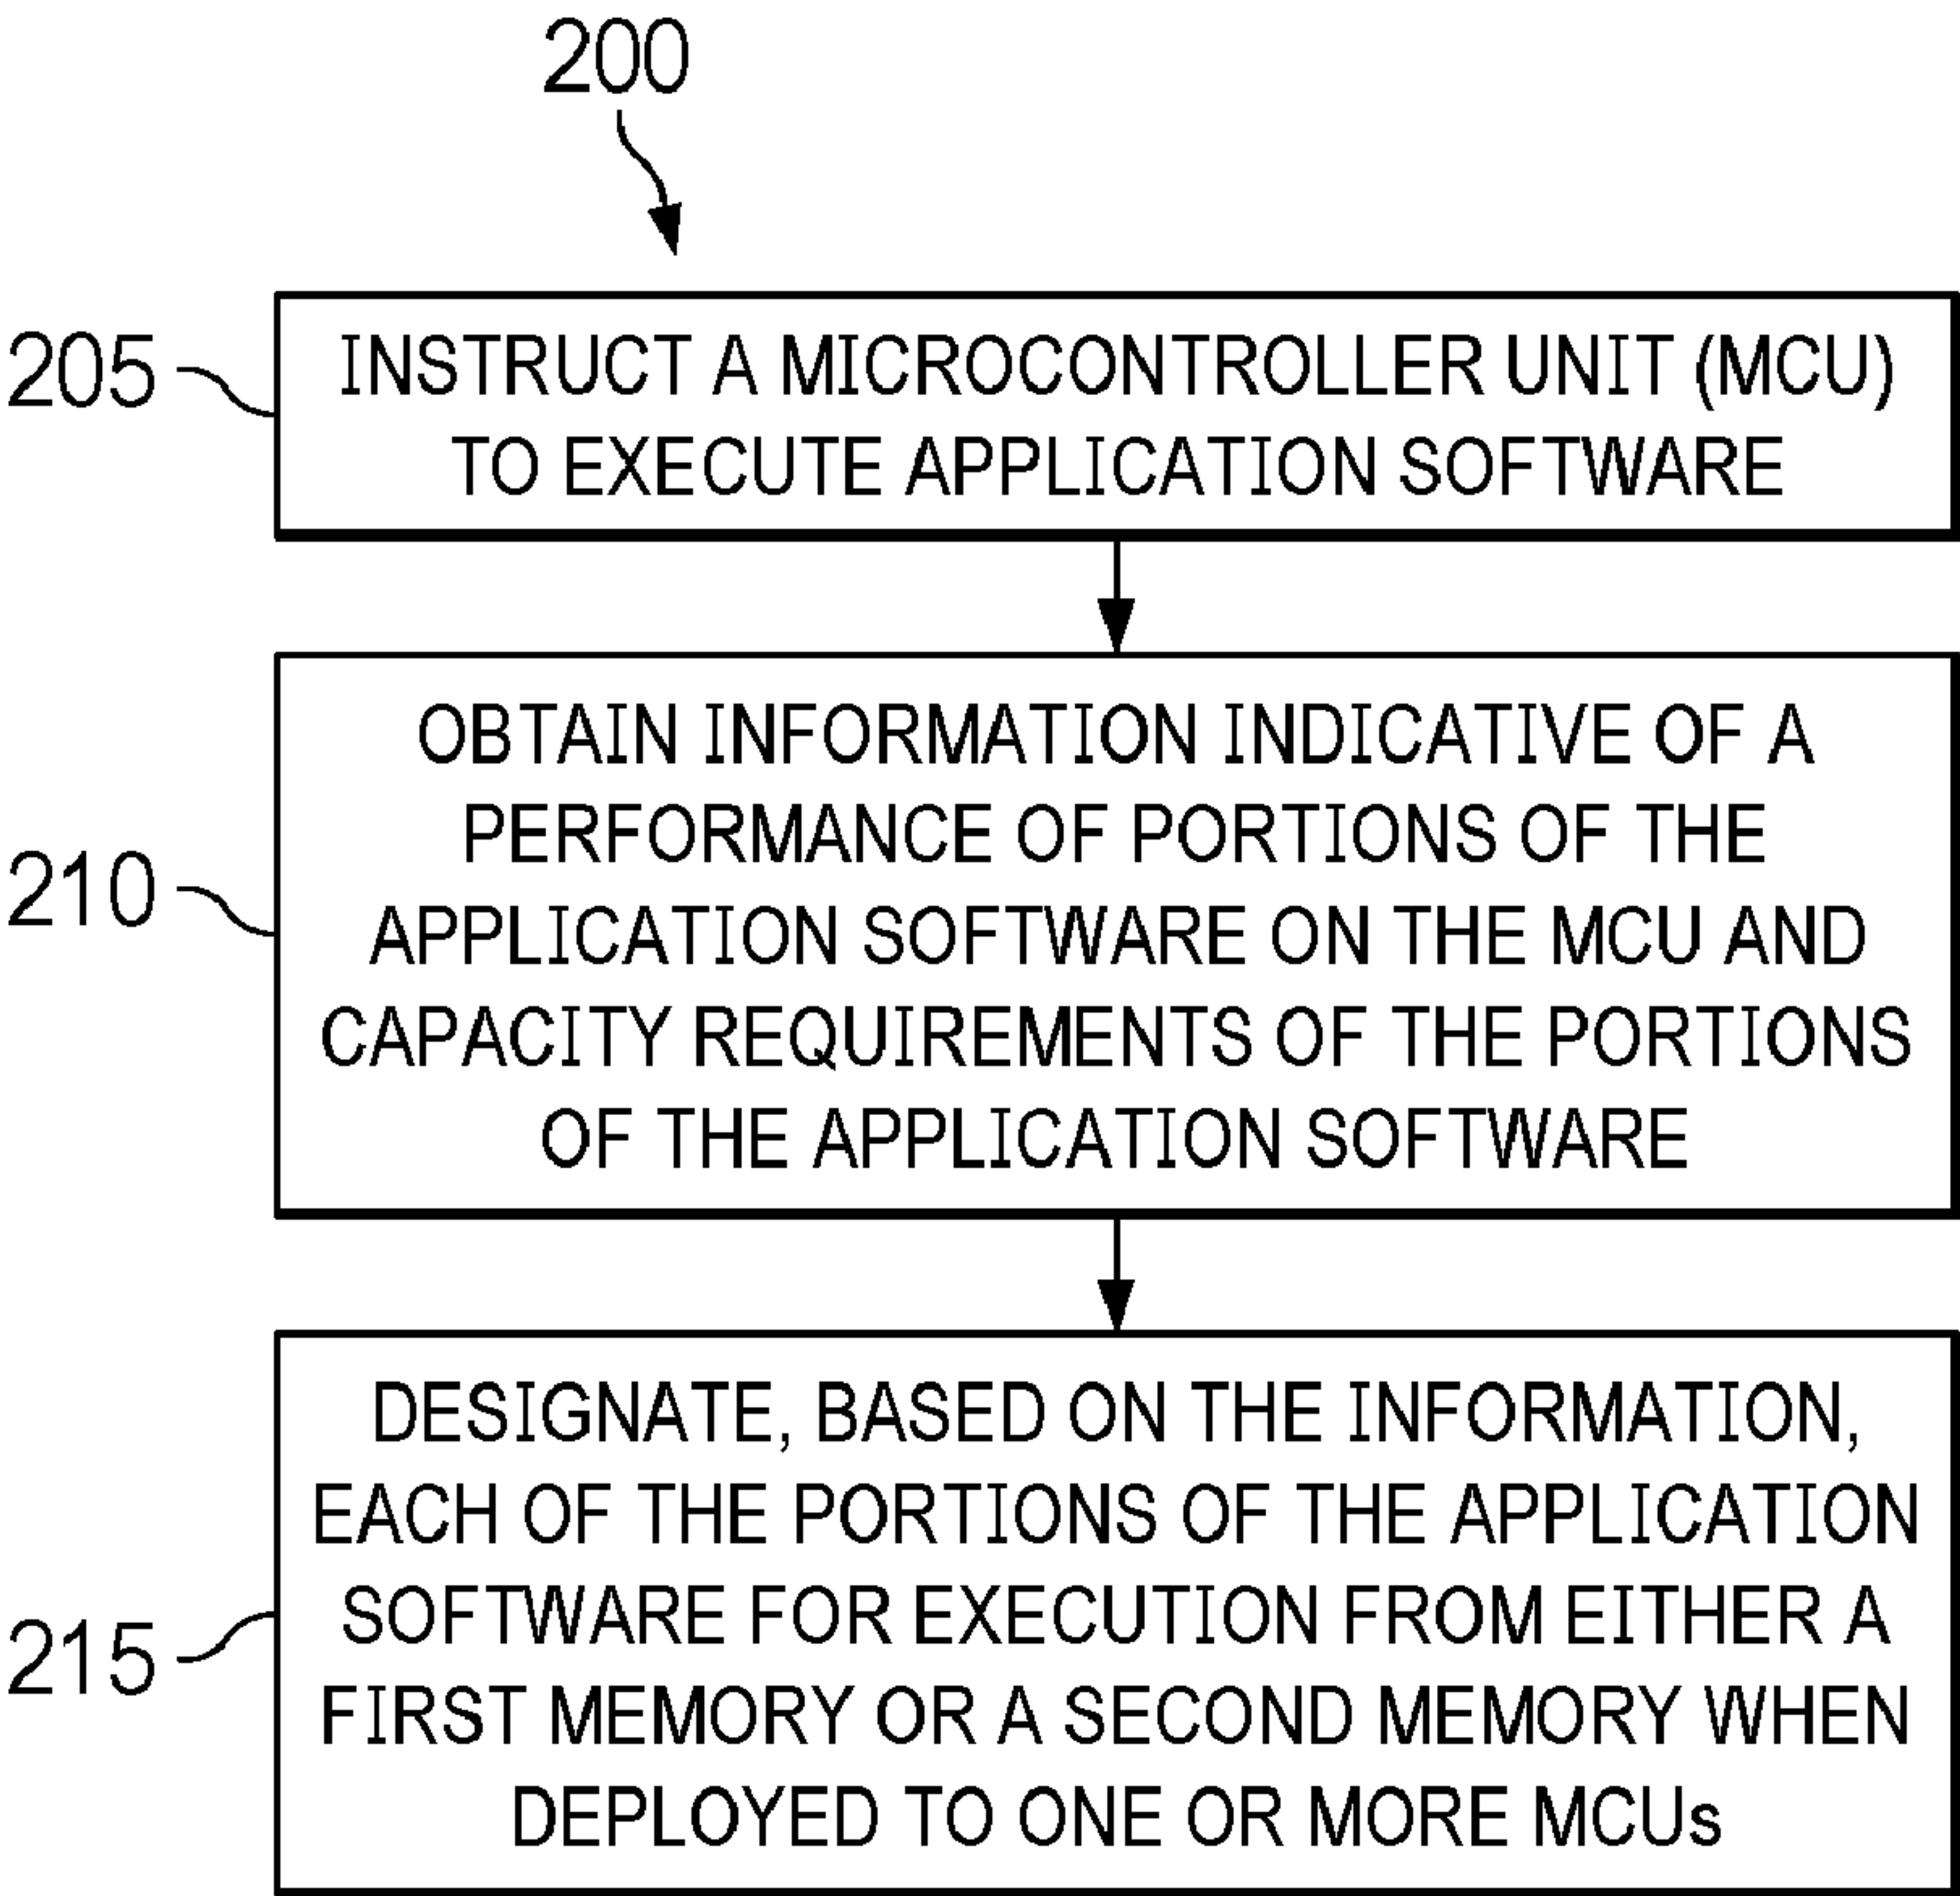 200
205
INSTRUCT A MICROCONTROLLER UNIT (MCU)
TO EXECUTE APPLICATION SOFTWARE
210
OBTAIN INFORMATION INDICATIVE OF A
PERFORMANCE OF PORTIONS OF THE
APPLICATION SOFTWARE ON THE MCU AND
CAPACITY REQUIREMENTS OF THE PORTIONS
OF THE APPLICATION SOFTWARE
215
DESIGNATE, BASED ON THE INFORMATION,
EACH OF THE PORTIONS OF THE APPLICATION
SOFTWARE FOR EXECUTION FROM EITHER A
FIRST MEMORY OR A SECOND MEMORY WHEN
DEPLOYED TO ONE OR MORE MCUs